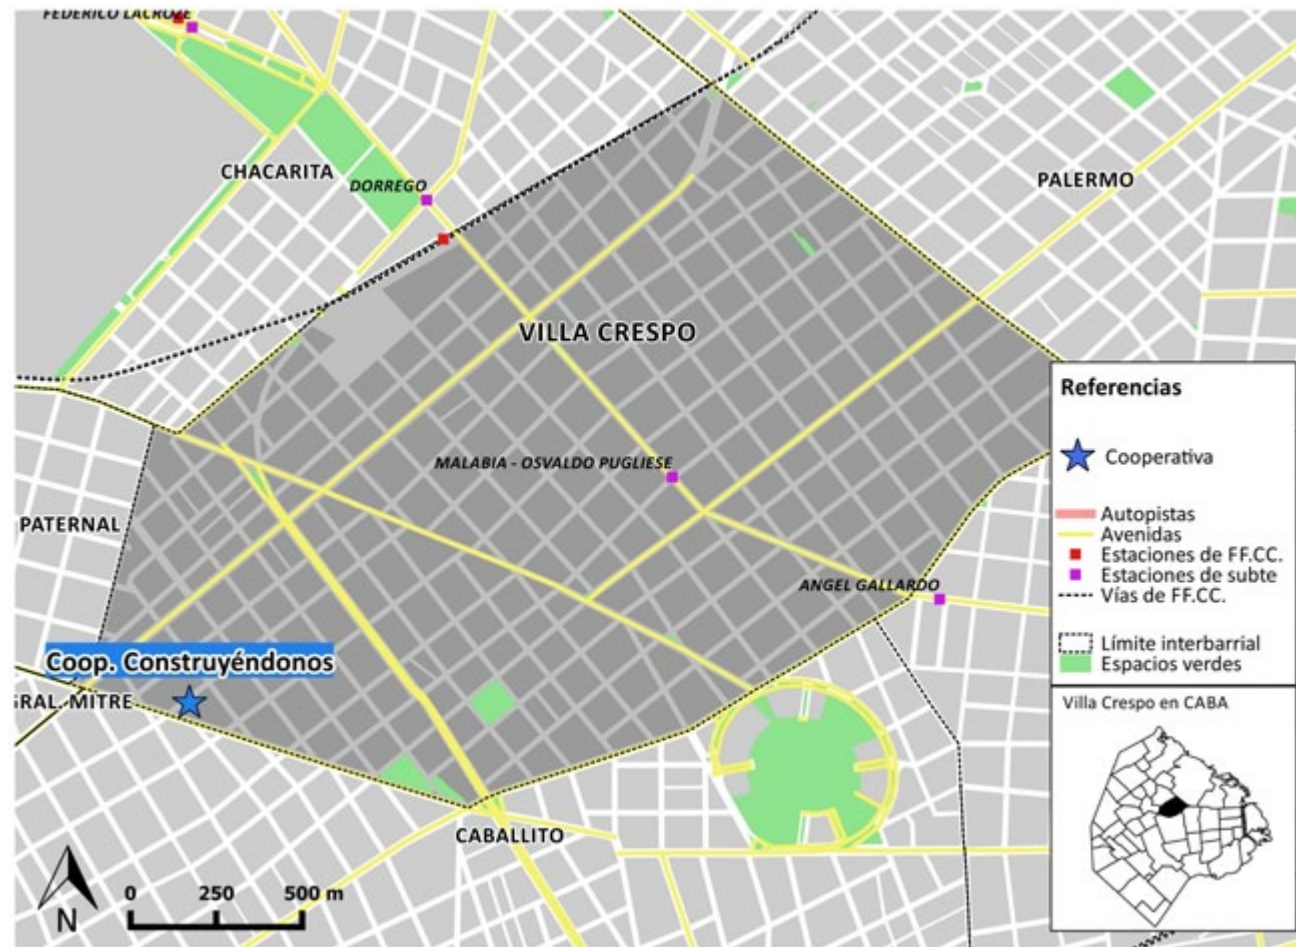 FEDERICO LACROZE
CHACARITA
DORREGO
PALERMO
VILLA CRESPO
MALABIA - OSVALDO PUGLIESE
PATERNAL
ANGEL GALLARDO
Coop. Construyéndonos
GRAL. MITRE
CABALLITO
N
0 250 500 m
Referencias
Cooperativa
Autopistas
Avenidas
Estaciones de FF.CC.
Estaciones de subte
Vías de FF.CC.
Límite interbarrial
Espacios verdes
Villa Crespo en CABA